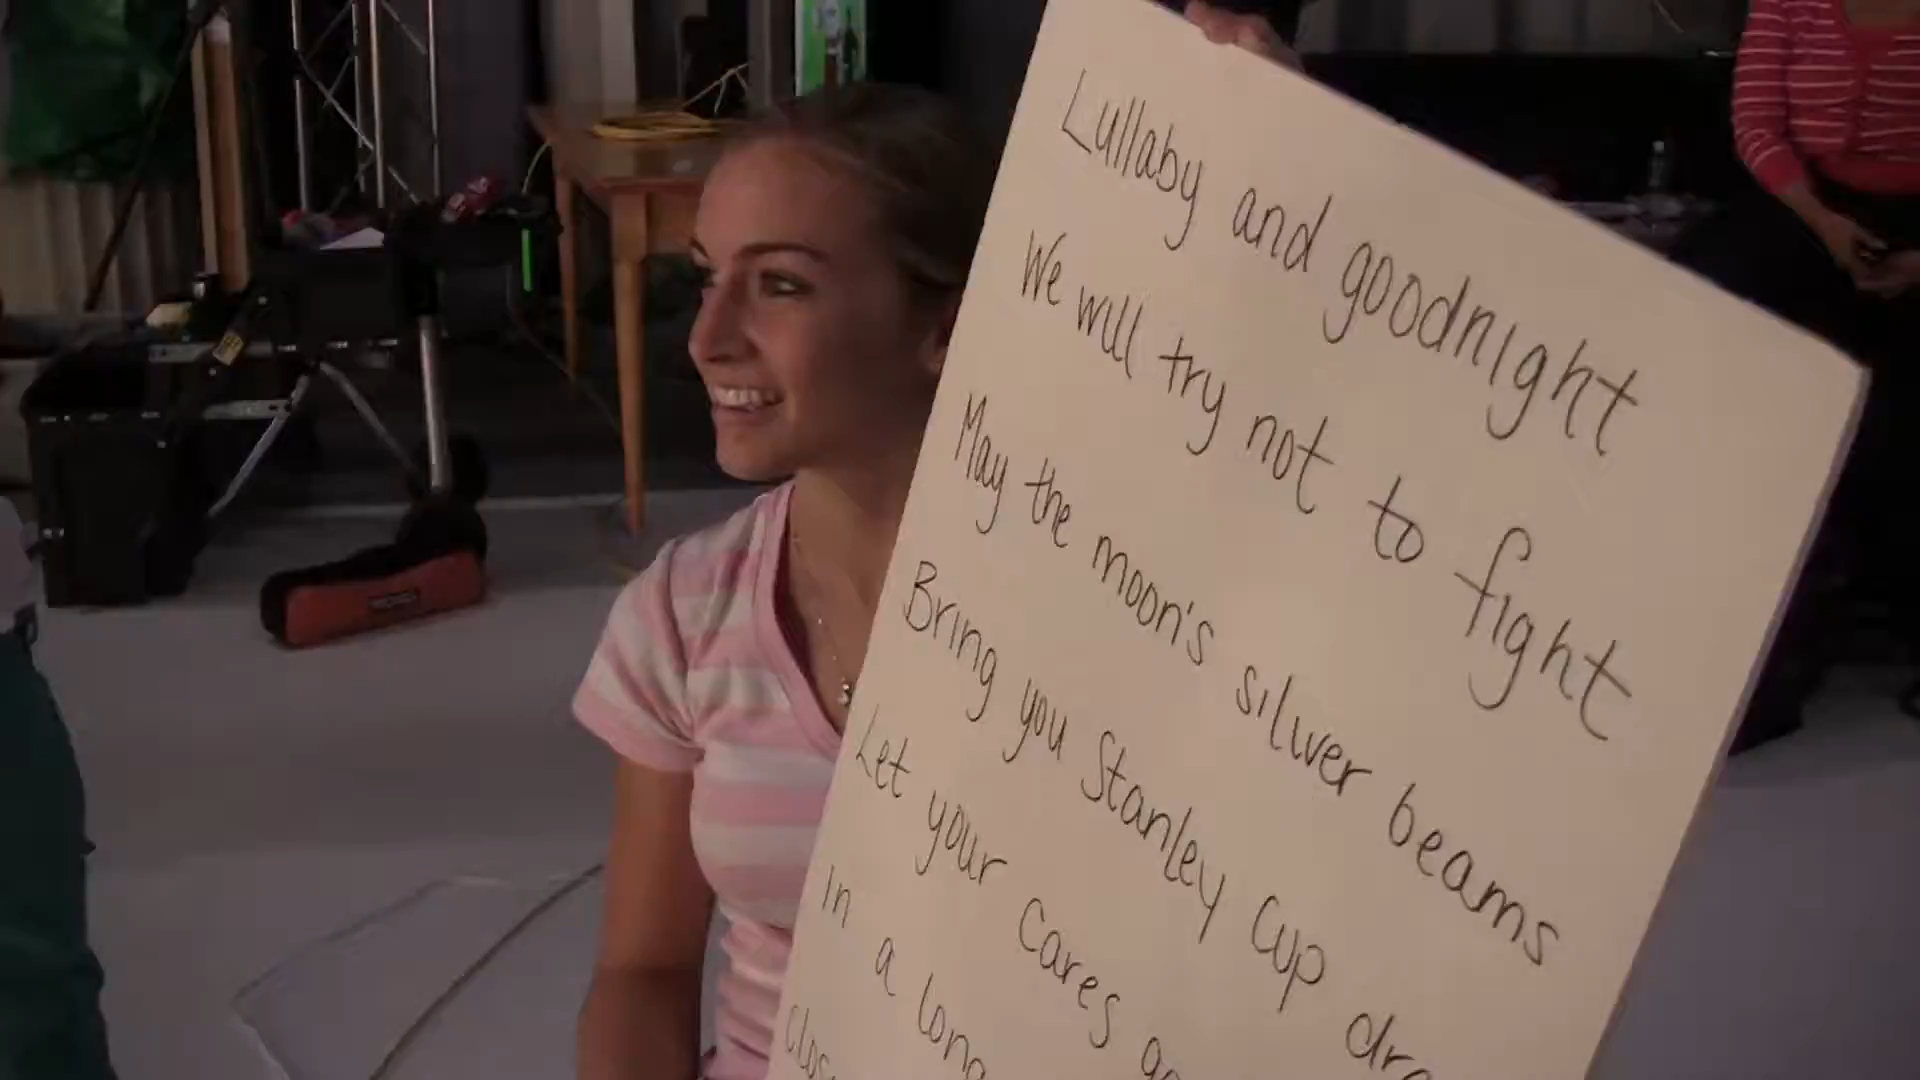 Lullaby and goodnight
We will try not to fight
May the moon's silver beams
Bring you Stanley Cup
Let your cares
In a long